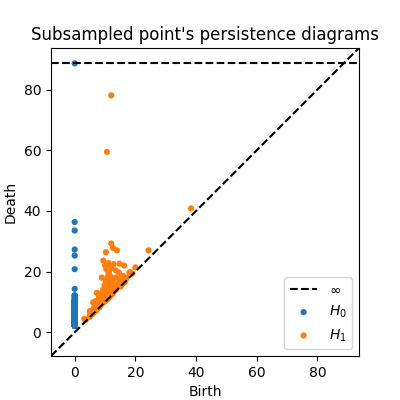 Subsampled point's persistence diagrams
Death
80
60
40
20
0
∞
H₀
H₁
0 20 40 60 80
Birth